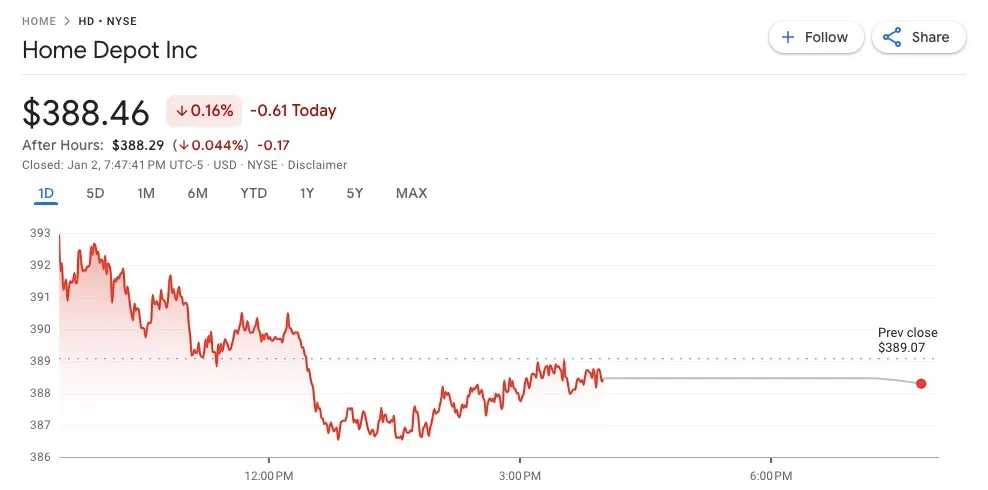 HOME > HD • NYSE
Home Depot Inc
+ Follow
Share
$388.46 ↓0.16% -0.61 Today
After Hours: $388.29 (↓0.044%) -0.17
Closed: Jan 2, 7:47:41 PM UTC-5 · USD · NYSE · Disclaimer
1D 5D 1M 6M YTD 1Y 5Y MAX
393
392
391
390
389
388
387
386
Prev close
$389.07
12:00 PM 3:00 PM 6:00 PM